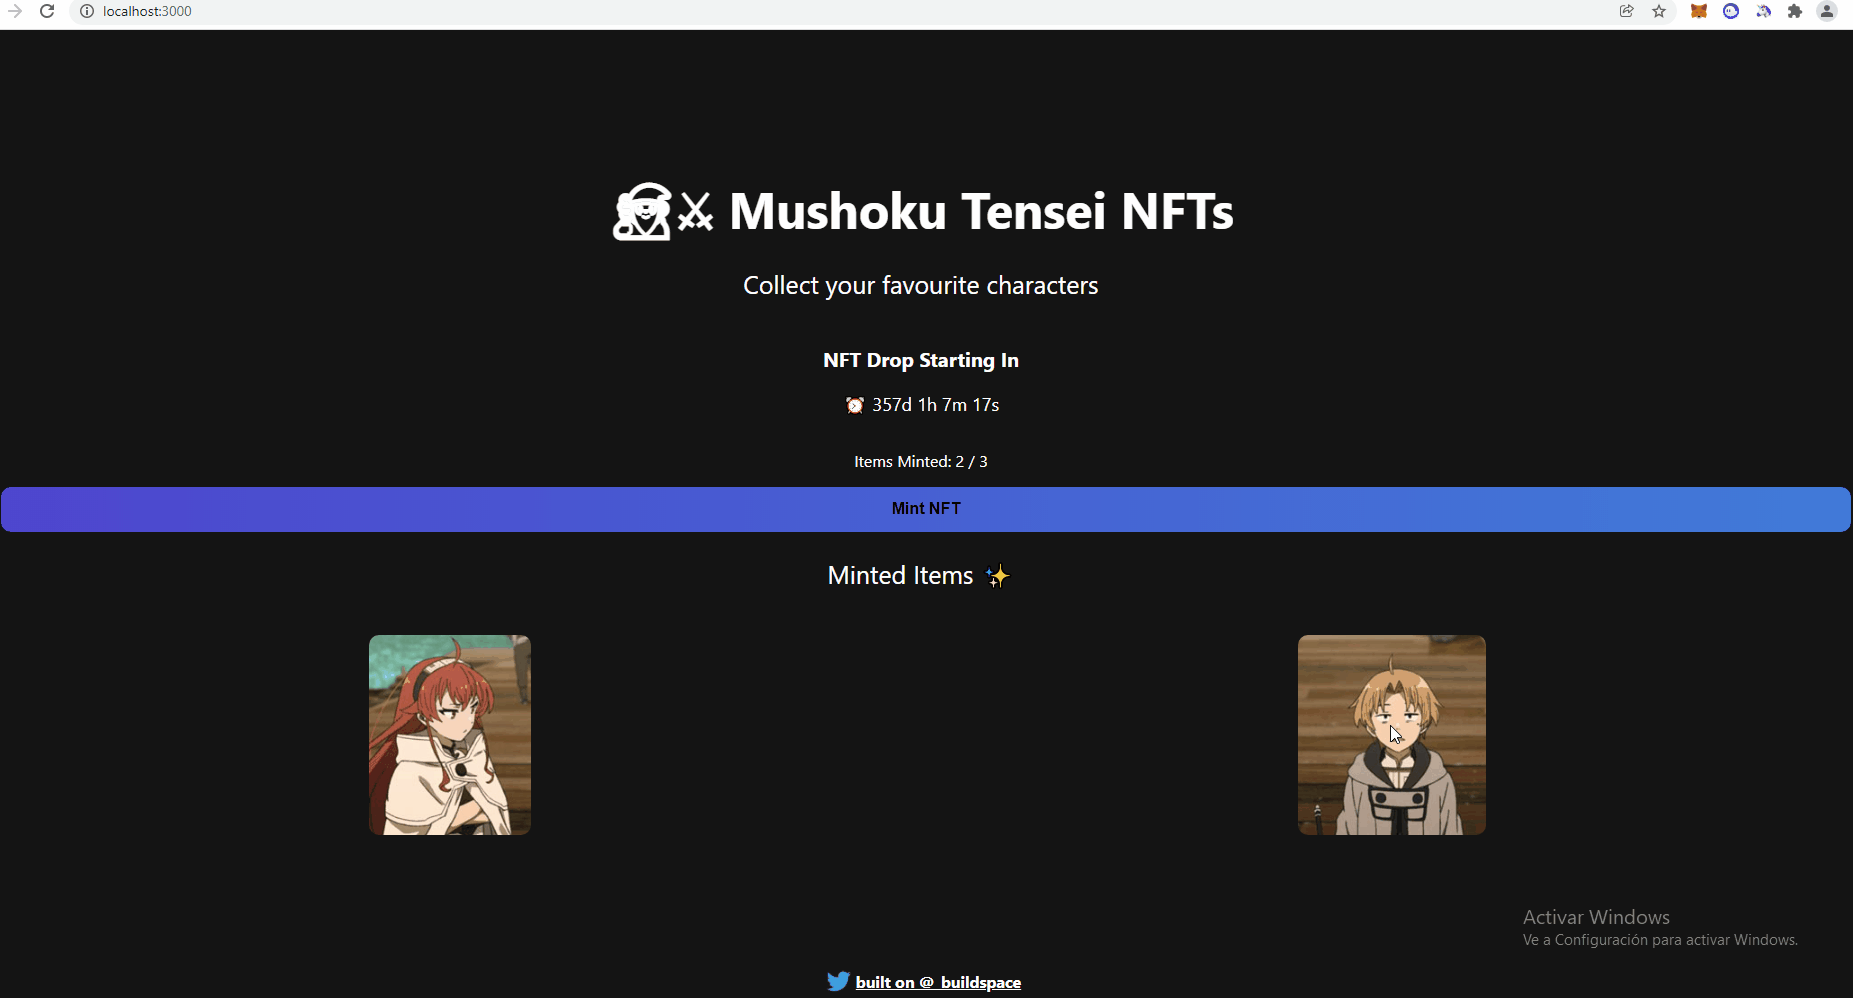 localhost:3000
Mushoku Tensei NFTs
Collect your favourite characters
NFT Drop Starting In
⏰ 357d 1h 7m 17s
Items Minted: 2 / 3
Mint NFT
Minted Items ✨
Activar Windows
Ve a Configuración para activar Windows.
built on @_buildspace